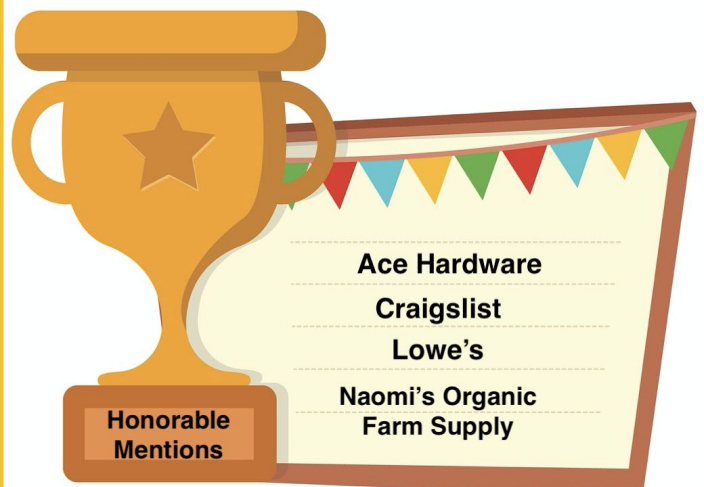 Ace Hardware
Craigslist
Lowe’s
Naomi’s Organic
Farm Supply
Honorable
Mentions